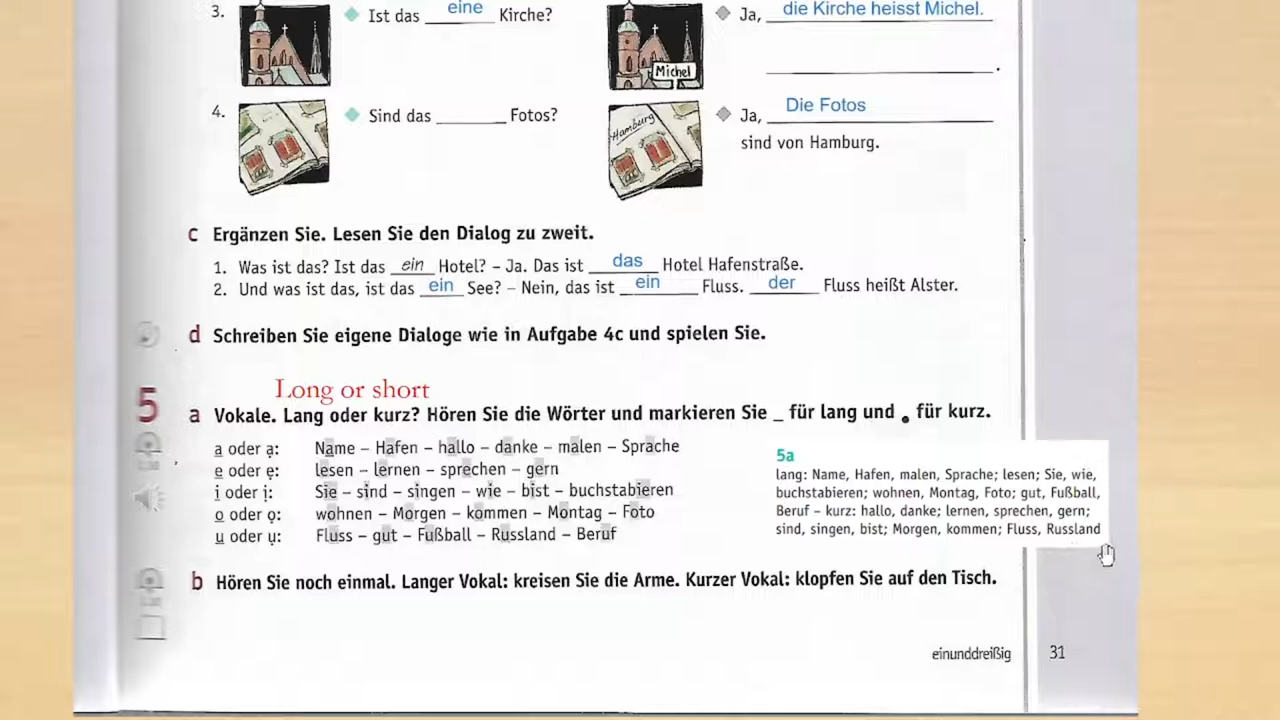 3. Ist das eine Kirche? Ja, die Kirche heisst Michel.
Michel
.
4. Sind das ______ Fotos? Hamburg Ja, Die Fotos
sind von Hamburg.
c Ergänzen Sie. Lesen Sie den Dialog zu zweit.
1. Was ist das? Ist das ein Hotel? – Ja. Das ist das Hotel Hafenstraße.
2. Und was ist das, ist das ein See? – Nein, das ist ein Fluss. der Fluss heißt Alster.
d Schreiben Sie eigene Dialoge wie in Aufgabe 4c und spielen Sie.
Long or short
5 a Vokale. Lang oder kurz? Hören Sie die Wörter und markieren Sie _ für lang und . für kurz.
a oder ạ: Name – Hafen – hallo – danke – malen – Sprache
e oder ẹ: lesen – lernen – sprechen – gern
i oder ị: Sie – sind – singen – wie – bist – buchstabieren
o oder ọ: wohnen – Morgen – kommen – Montag – Foto
u oder ụ: Fluss – gut – Fußball – Russland – Beruf
5a
lang: Name, Hafen, malen, Sprache; lesen; Sie, wie,
buchstabieren; wohnen, Montag, Foto; gut, Fußball,
Beruf – kurz: hallo, danke; lernen, sprechen, gern;
sind, singen, bist; Morgen, kommen; Fluss, Russland
b Hören Sie noch einmal. Langer Vokal: kreisen Sie die Arme. Kurzer Vokal: klopfen Sie auf den Tisch.
einunddreißig 31